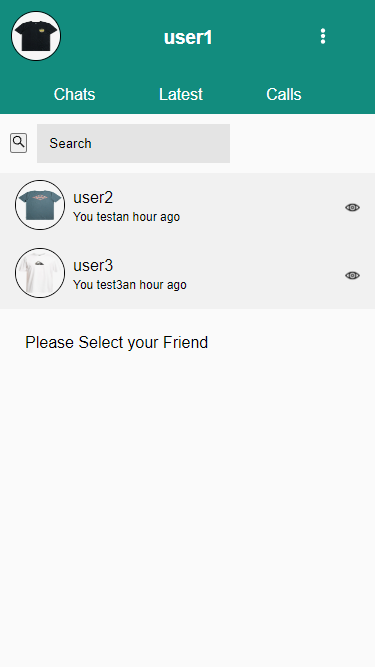 user1
Chats Latest Calls
Search
user2
You testan hour ago
user3
You test3an hour ago
Please Select your Friend